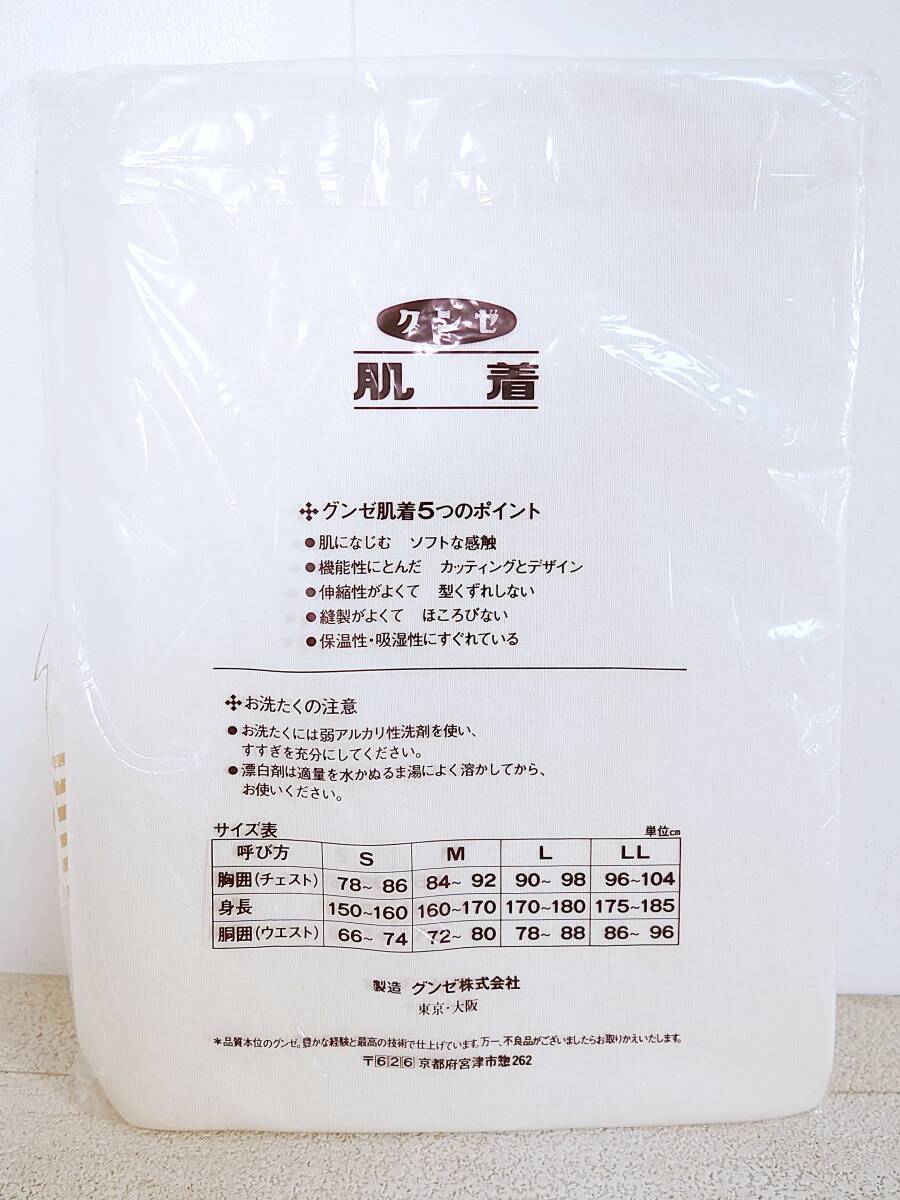 グンゼ
肌着
✣グンゼ肌着5つのポイント
●肌になじむ ソフトな感触
●機能性にとんだ カッティングとデザイン
●伸縮性がよくて 型くずれしない
●縫製がよくて ほころびない
●保温性・吸湿性にすぐれている
✣お洗たくの注意
●お洗たくには弱アルカリ性洗剤を使い、
すすぎを充分にしてください。
●漂白剤は適量を水かぬるま湯によく溶かしてから、
お使いください。
サイズ表 単位cm
呼び方 S M L LL
胸囲(チェスト) 78~86 84~92 90~98 96~104
身長 150~160 160~170 170~180 175~185
胴囲(ウエスト) 66~74 72~80 78~88 86~96
製造 グンゼ株式会社
東京・大阪
*品質本位のグンゼ。豊かな経験と最高の技術で仕上げています。万一、不良品がございましたらお取りかえいたします。
〒626 京都府宮津市惣262